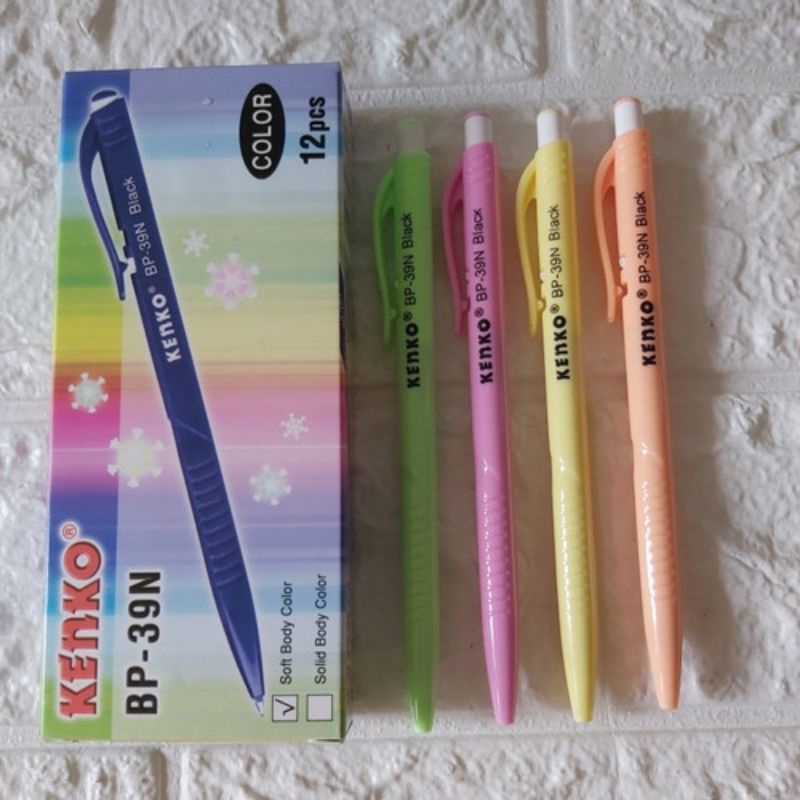 COLOR
12pcs
KENKO® BP-39N Black
KENKO®
BP-39N
√ Soft Body Color
Solid Body Color
KENKO® BP-39N Black
KENKO® BP-39N Black
KENKO® BP-39N Black
KENKO® BP-39N Black